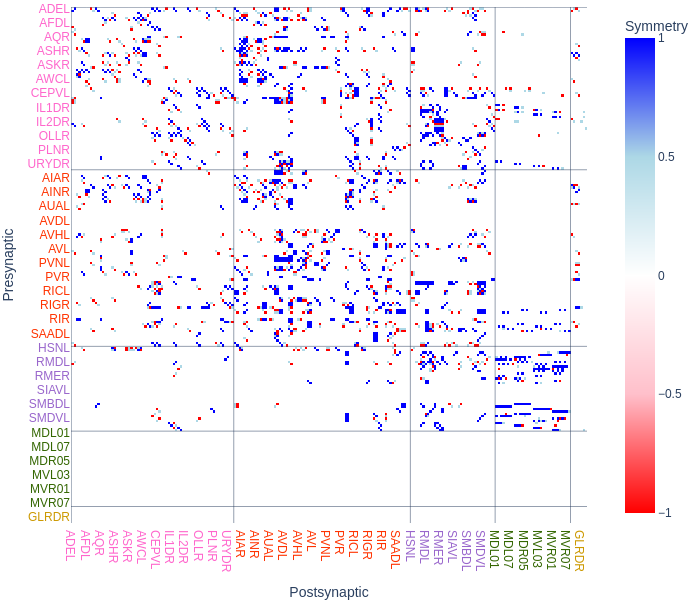 Symmetry
1
0.5
0
−0.5
−1
Presynaptic
ADEL
AFDL
AQR
ASHR
ASKR
AWCL
CEPVL
IL1DR
IL2DR
OLLR
PLNR
URYDR
AIAR
AINR
AUAL
AVDL
AVHL
AVL
PVNL
PVR
RICL
RIGR
RIR
SAADL
HSNL
RMDL
RMER
SIAVL
SMBDL
SMDVL
MDL01
MDL07
MDR05
MVL03
MVR01
MVR07
GLRDR
ADEL
AFDL
AQR
ASHR
ASKR
AWCL
CEPVL
IL1DR
IL2DR
OLLR
PLNR
URYDR
AIAR
AINR
AUAL
AVDL
AVHL
AVL
PVNL
PVR
RICL
RIGR
RIR
SAADL
HSNL
RMDL
RMER
SIAVL
SMBDL
SMDVL
MDL01
MDL07
MDR05
MVL03
MVR01
MVR07
GLRDR
Postsynaptic